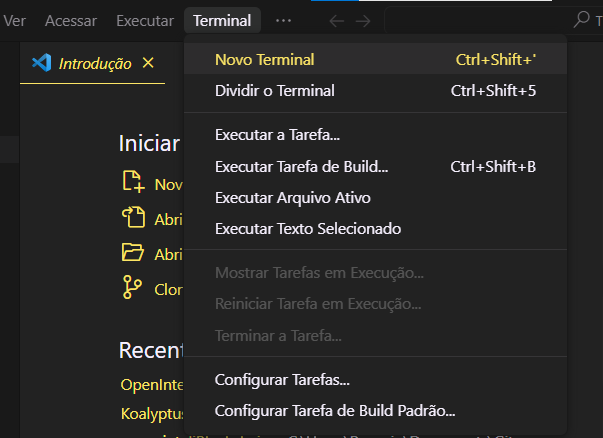 Ver Acessar Executar Terminal ...
Introdução
Novo Terminal Ctrl+Shift+'
Dividir o Terminal Ctrl+Shift+5
Executar a Tarefa...
Executar Tarefa de Build... Ctrl+Shift+B
Executar Arquivo Ativo
Executar Texto Selecionado
Mostrar Tarefas em Execução...
Reiniciar Tarefa em Execução...
Terminar a Tarefa...
Configurar Tarefas...
Configurar Tarefa de Build Padrão...
Iniciar
Nov
Abri
Abri
Clor
Recent
OpenInte
Koalyptus